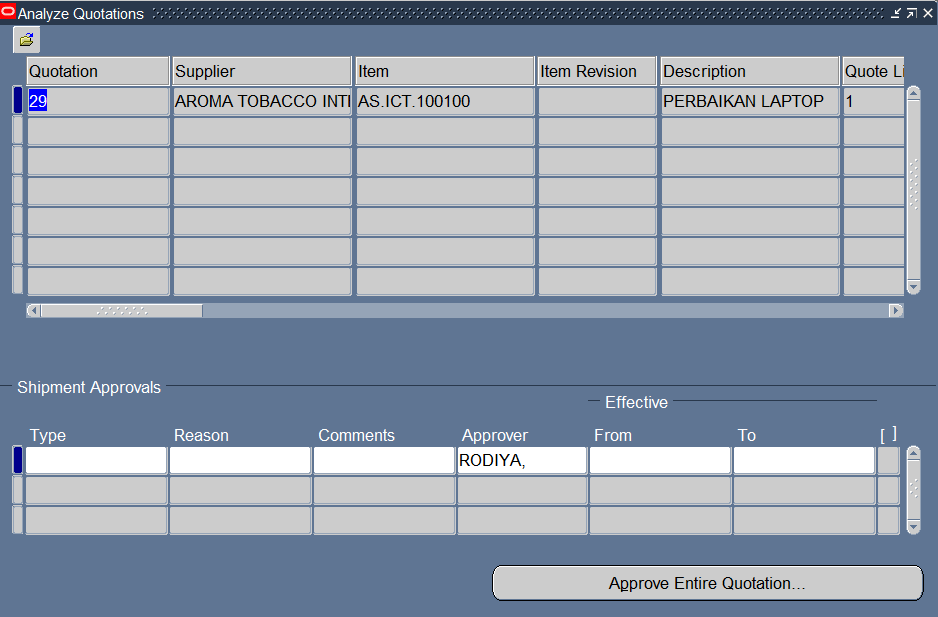 Analyze Quotations
Quotation Supplier Item Item Revision Description Quote Li
29 AROMA TOBACCO INTI AS.ICT.100100 PERBAIKAN LAPTOP 1
Shipment Approvals
Effective
Type Reason Comments Approver From To [ ]
RODIYA,
Approve Entire Quotation...